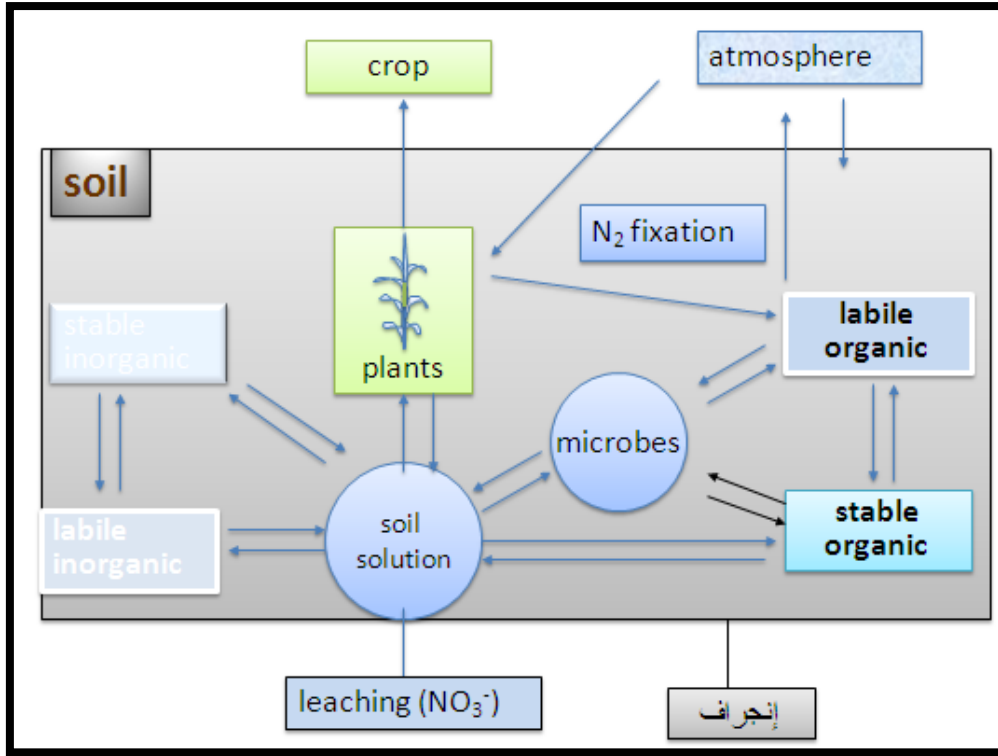 crop
atmosphere
soil
N₂ fixation
stable
inorganic
plants
labile
organic
microbes
labile
inorganic
soil
solution
stable
organic
leaching (NO₃⁻)
إنجراف